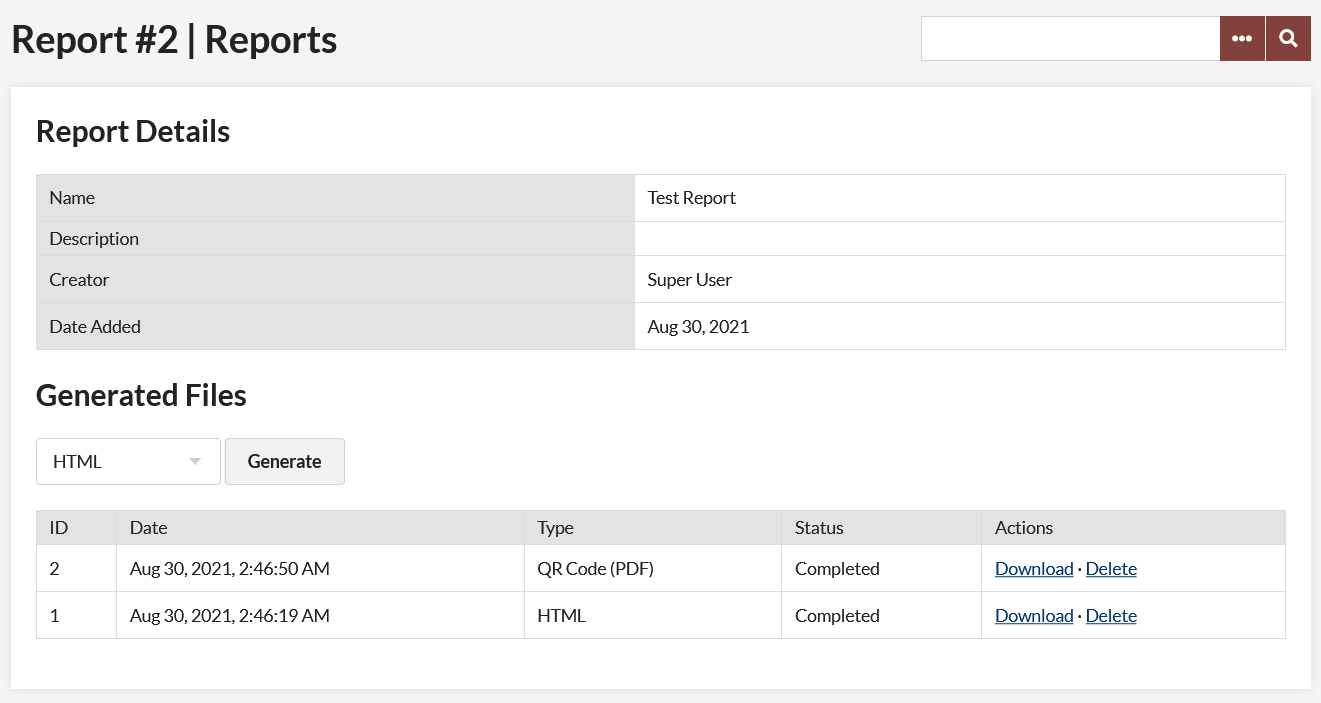 Report #2 | Reports
Report Details
Name Test Report
Description
Creator Super User
Date Added Aug 30, 2021
Generated Files
HTML Generate
ID Date Type Status Actions
2 Aug 30, 2021, 2:46:50 AM QR Code (PDF) Completed Download · Delete
1 Aug 30, 2021, 2:46:19 AM HTML Completed Download · Delete